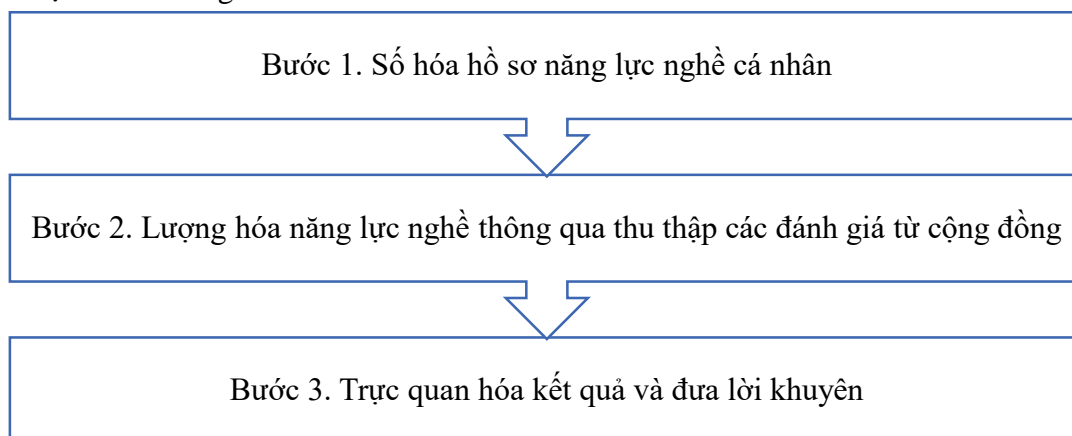 Bước 1. Số hóa hồ sơ năng lực nghề cá nhân
Bước 2. Lượng hóa năng lực nghề thông qua thu thập các đánh giá từ cộng đồng
Bước 3. Trực quan hóa kết quả và đưa lời khuyên